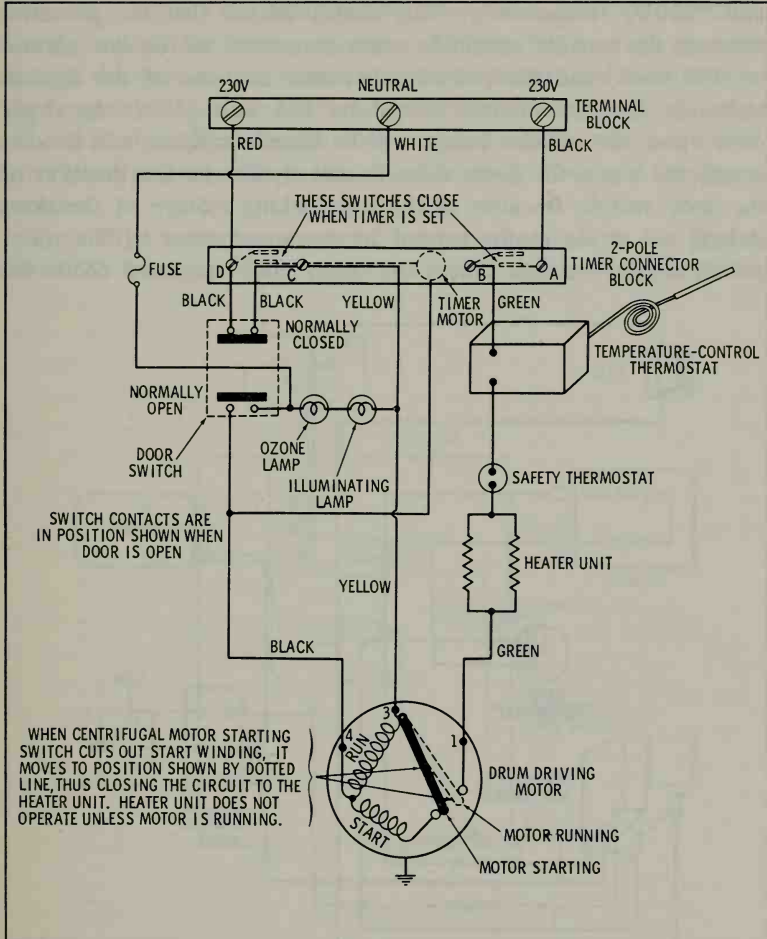 230V
NEUTRAL
230V
TERMINAL
BLOCK
RED
WHITE
BLACK
THESE SWITCHES CLOSE
WHEN TIMER IS SET
2-POLE
TIMER CONNECTOR
BLOCK
FUSE
D
C
B
A
BLACK
BLACK
YELLOW
TIMER
MOTOR
GREEN
NORMALLY
CLOSED
TEMPERATURE-CONTROL
THERMOSTAT
NORMALLY
OPEN
DOOR
SWITCH
OZONE
LAMP
ILLUMINATING
LAMP
SAFETY THERMOSTAT
SWITCH CONTACTS ARE
IN POSITION SHOWN WHEN
DOOR IS OPEN
HEATER UNIT
YELLOW
BLACK
GREEN
3
4
1
RUN
START
WHEN CENTRIFUGAL MOTOR STARTING
SWITCH CUTS OUT START WINDING, IT
MOVES TO POSITION SHOWN BY DOTTED
LINE, THUS CLOSING THE CIRCUIT TO THE
HEATER UNIT. HEATER UNIT DOES NOT
OPERATE UNLESS MOTOR IS RUNNING.
DRUM DRIVING
MOTOR
MOTOR RUNNING
MOTOR STARTING